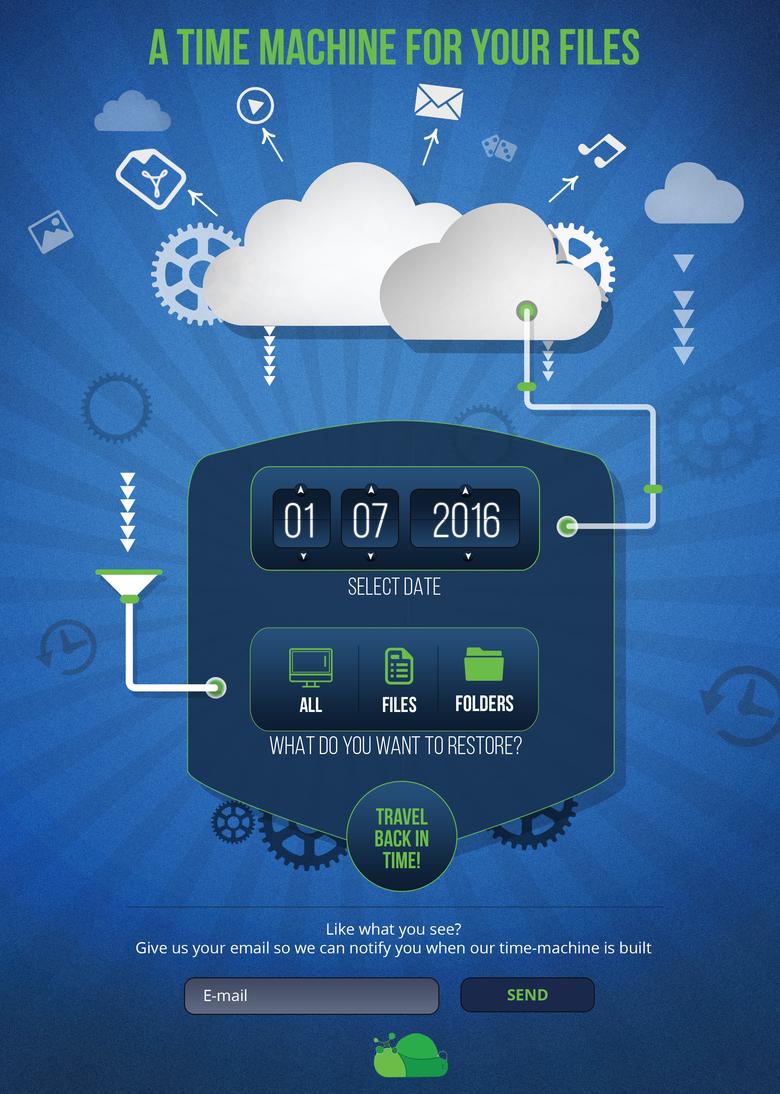 A TIME MACHINE FOR YOUR FILES
01 07 2016
SELECT DATE
ALL FILES FOLDERS
WHAT DO YOU WANT TO RESTORE?
TRAVEL
BACK IN
TIME!
Like what you see?
Give us your email so we can notify you when our time-machine is built
E-mail SEND